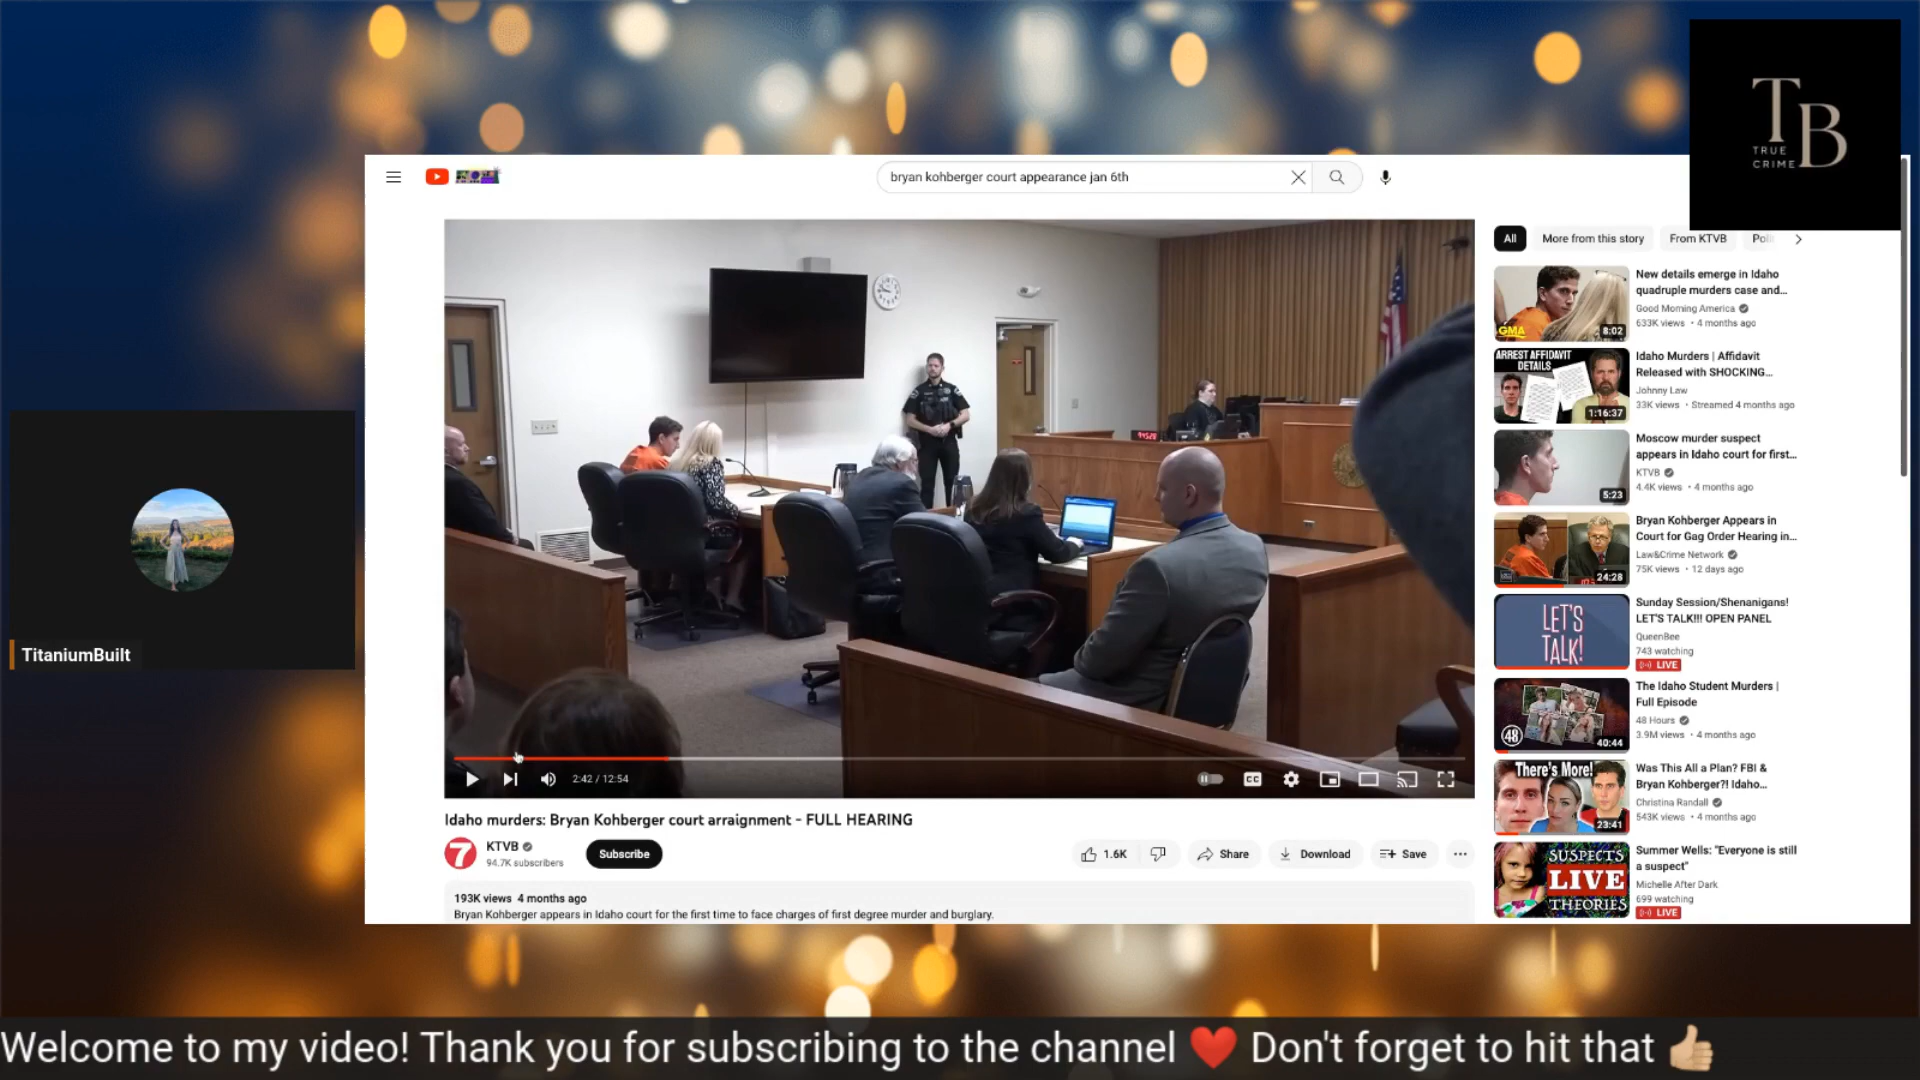 TB
TRUE
CRIME
bryan kohberger court appearance jan 6th
All
More from this story
From KTVB
New details emerge in Idaho
quadruple murders case and...
Good Morning America
633K views • 4 months ago
GMA
8:02
ARREST AFFIDAVIT
DETAILS
1:16:37
Idaho Murders | Affidavit
Released with SHOCKING...
Johnny Law
33K views • Streamed 4 months ago
5:23
Moscow murder suspect
appears in Idaho court for first...
KTVB
4.4K views • 4 months ago
24:28
Bryan Kohberger Appears in
Court for Gag Order Hearing in...
Law&Crime Network
75K views • 12 days ago
LET'S
TALK!
Sunday Session/Shenanigans!
LET'S TALK!!! OPEN PANEL
QueenBee
743 watching
LIVE
48
40:44
The Idaho Student Murders |
Full Episode
48 Hours
3.9M views • 4 months ago
There's More!
23:41
Was This All a Plan? FBI &
Bryan Kohberger?! Idaho...
Christina Randall
543K views • 4 months ago
SUSPECTS
LIVE
THEORIES
Summer Wells: "Everyone is still
a suspect"
Michelle After Dark
699 watching
LIVE
TitaniumBuilt
2:42 / 12:54
CC
Idaho murders: Bryan Kohberger court arraignment - FULL HEARING
7
KTVB
94.7K subscribers
Subscribe
1.6K
Share
Download
Save
193K views 4 months ago
Bryan Kohberger appears in Idaho court for the first time to face charges of first degree murder and burglary.
Welcome to my video! Thank you for subscribing to the channel ❤️ Don't forget to hit that 👍🏼